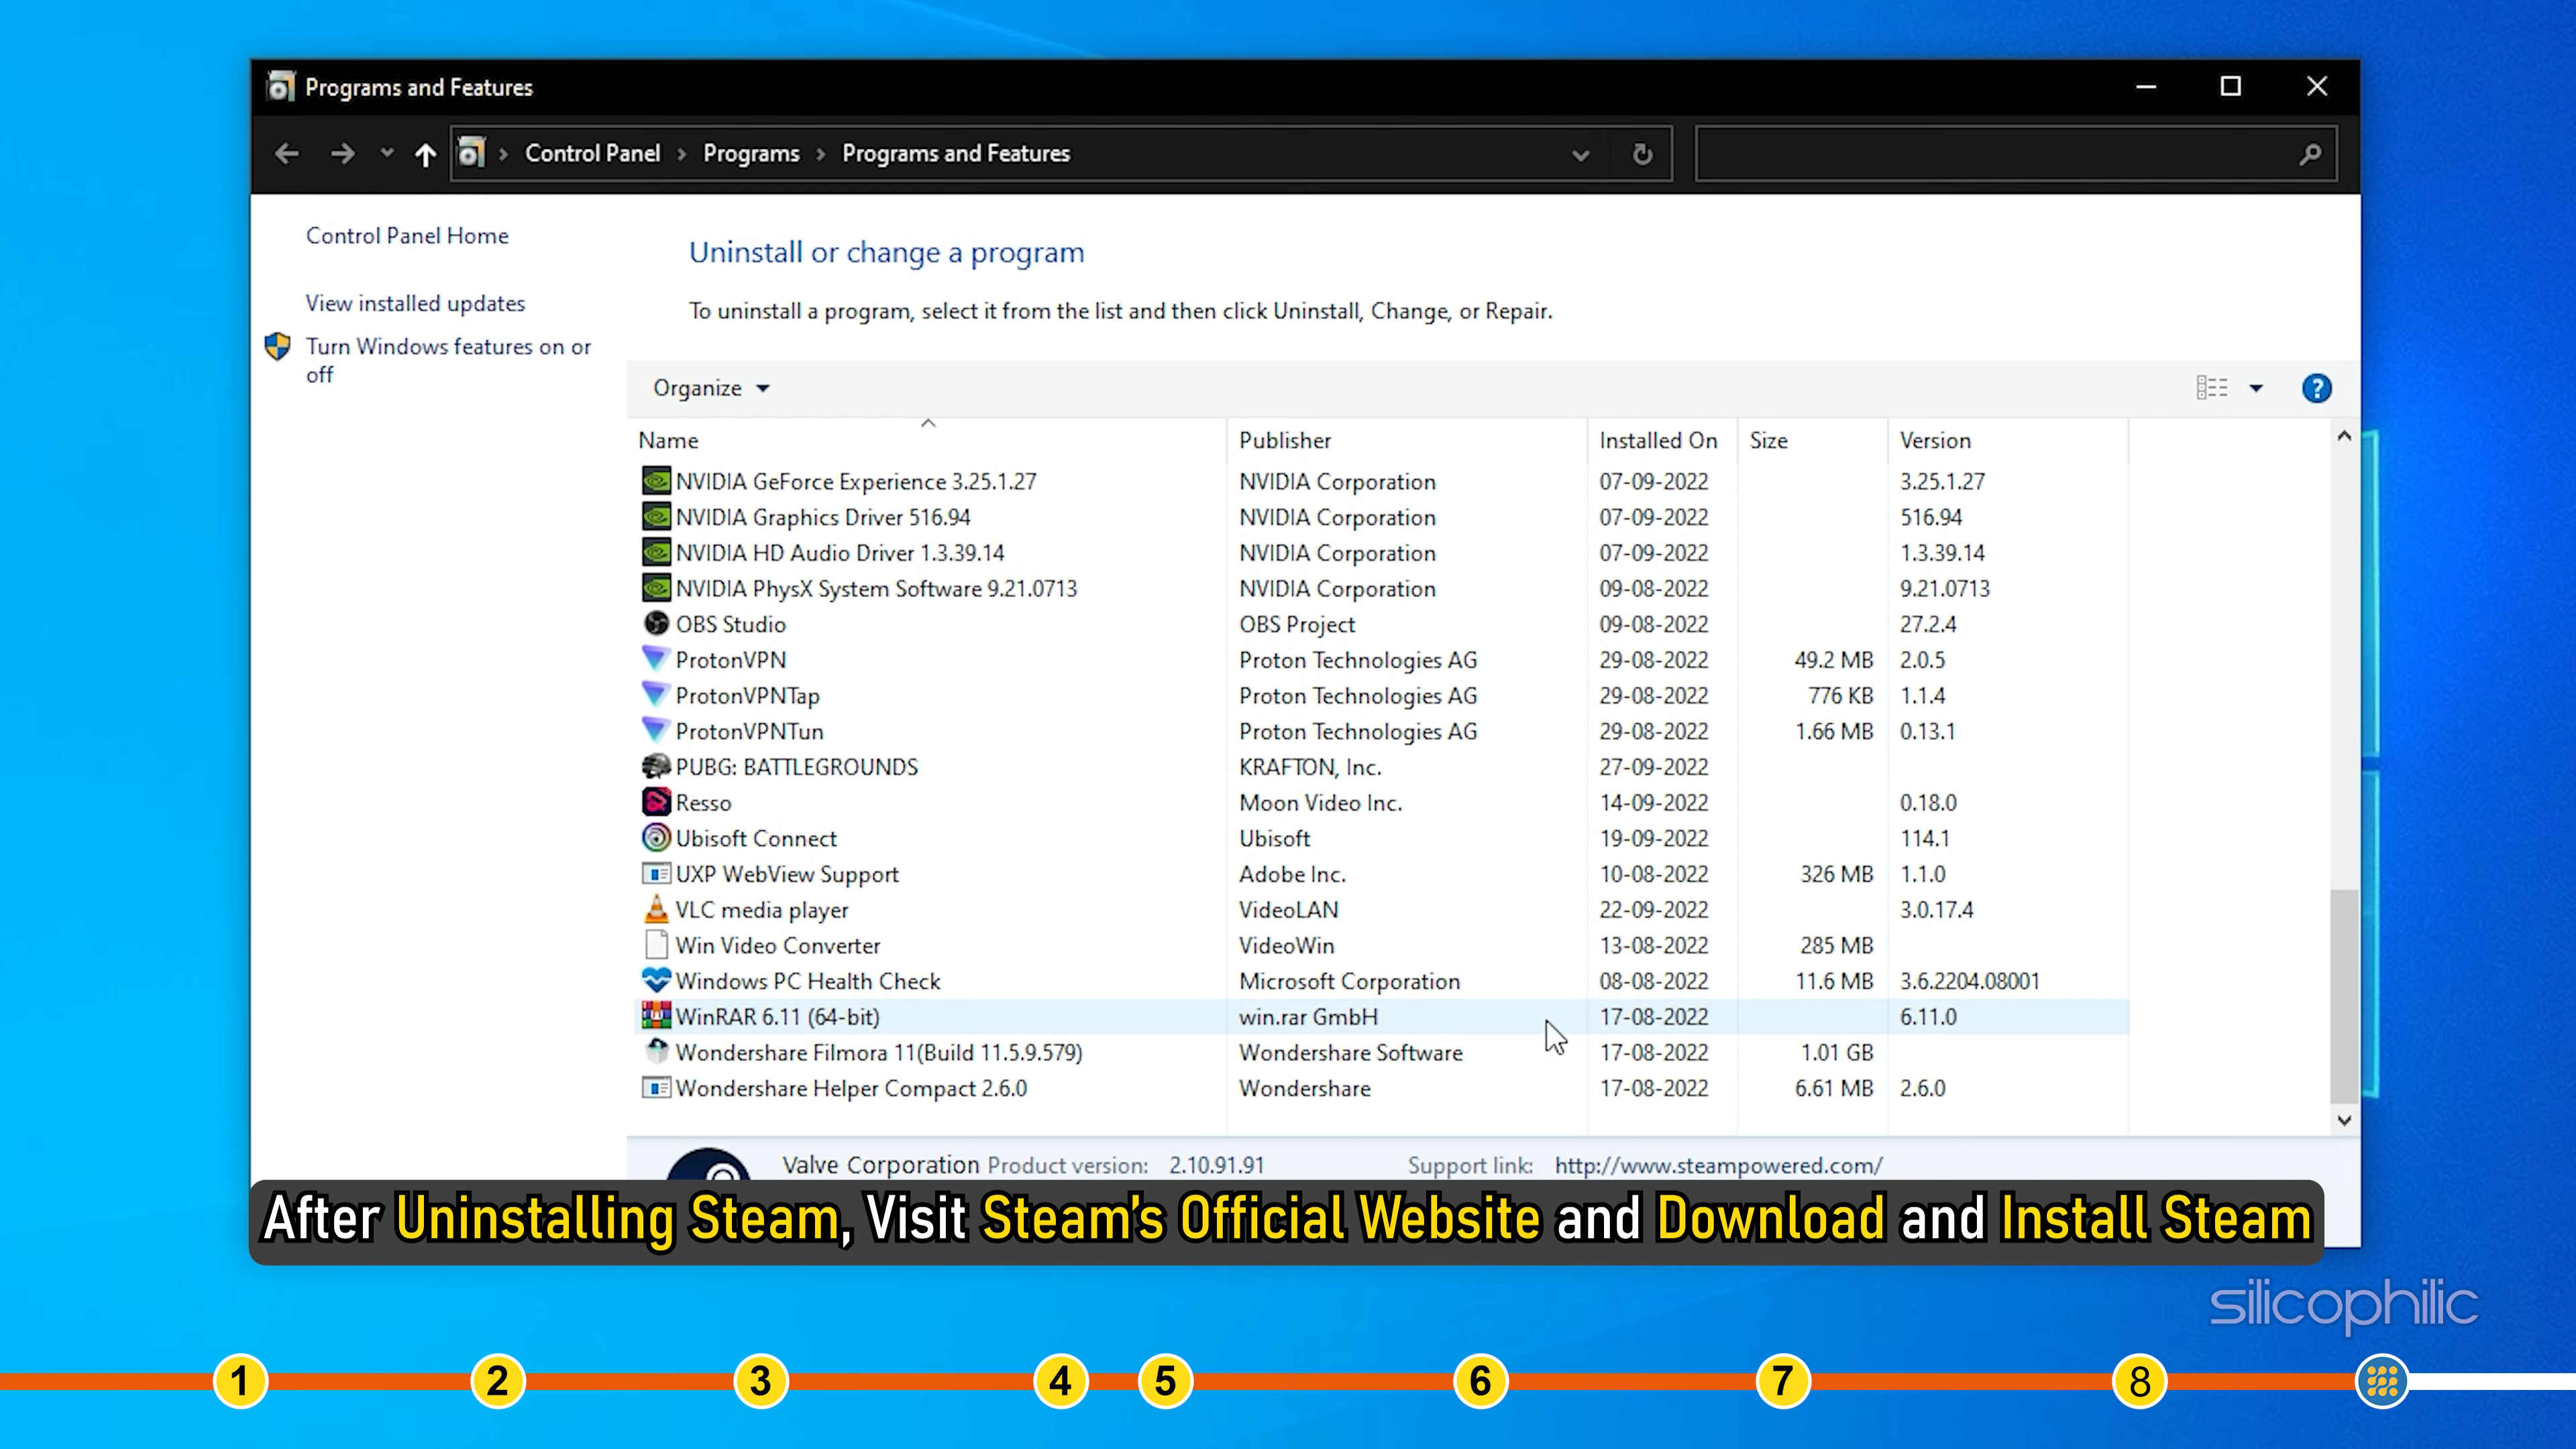 Programs and Features
Control Panel > Programs > Programs and Features
Control Panel Home
View installed updates
Turn Windows features on or
off
Uninstall or change a program
To uninstall a program, select it from the list and then click Uninstall, Change, or Repair.
Organize
Name Publisher Installed On Size Version
NVIDIA GeForce Experience 3.25.1.27 NVIDIA Corporation 07-09-2022 3.25.1.27
NVIDIA Graphics Driver 516.94 NVIDIA Corporation 07-09-2022 516.94
NVIDIA HD Audio Driver 1.3.39.14 NVIDIA Corporation 07-09-2022 1.3.39.14
NVIDIA PhysX System Software 9.21.0713 NVIDIA Corporation 09-08-2022 9.21.0713
OBS Studio OBS Project 09-08-2022 27.2.4
ProtonVPN Proton Technologies AG 29-08-2022 49.2 MB 2.0.5
ProtonVPNTap Proton Technologies AG 29-08-2022 776 KB 1.1.4
ProtonVPNTun Proton Technologies AG 29-08-2022 1.66 MB 0.13.1
PUBG: BATTLEGROUNDS KRAFTON, Inc. 27-09-2022
Resso Moon Video Inc. 14-09-2022 0.18.0
Ubisoft Connect Ubisoft 19-09-2022 114.1
UXP WebView Support Adobe Inc. 10-08-2022 326 MB 1.1.0
VLC media player VideoLAN 22-09-2022 3.0.17.4
Win Video Converter VideoWin 13-08-2022 285 MB
Windows PC Health Check Microsoft Corporation 08-08-2022 11.6 MB 3.6.2204.08001
WinRAR 6.11 (64-bit) win.rar GmbH 17-08-2022 6.11.0
Wondershare Filmora 11(Build 11.5.9.579) Wondershare Software 17-08-2022 1.01 GB
Wondershare Helper Compact 2.6.0 Wondershare 17-08-2022 6.61 MB 2.6.0
Valve Corporation Product version: 2.10.91.91 Support link: http://www.steampowered.com/
After Uninstalling Steam, Visit Steam's Official Website and Download and Install Steam
silicophilic
1 2 3 4 5 6 7 8